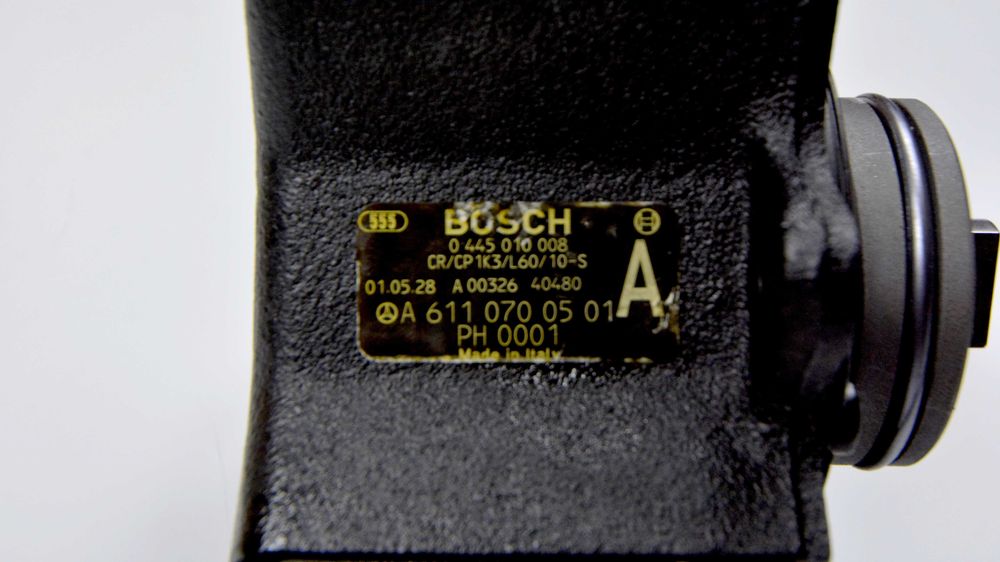 555 BOSCH
0 445 010 008
CR/CP1K3/L60/10-S
A
01.05.28 A 00326 40480
A 611 070 05 01
PH 0001
Made in Italy